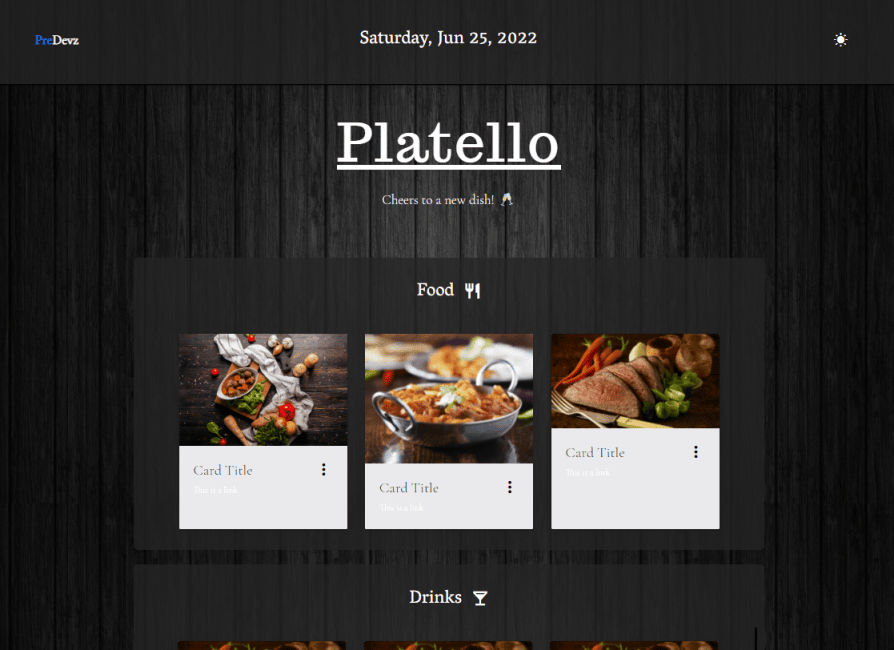 PreDevz
Saturday, Jun 25, 2022
Platello
Cheers to a new dish! 🥂
Food
Card Title
This is a link
Card Title
This is a link
Card Title
This is a link
Drinks